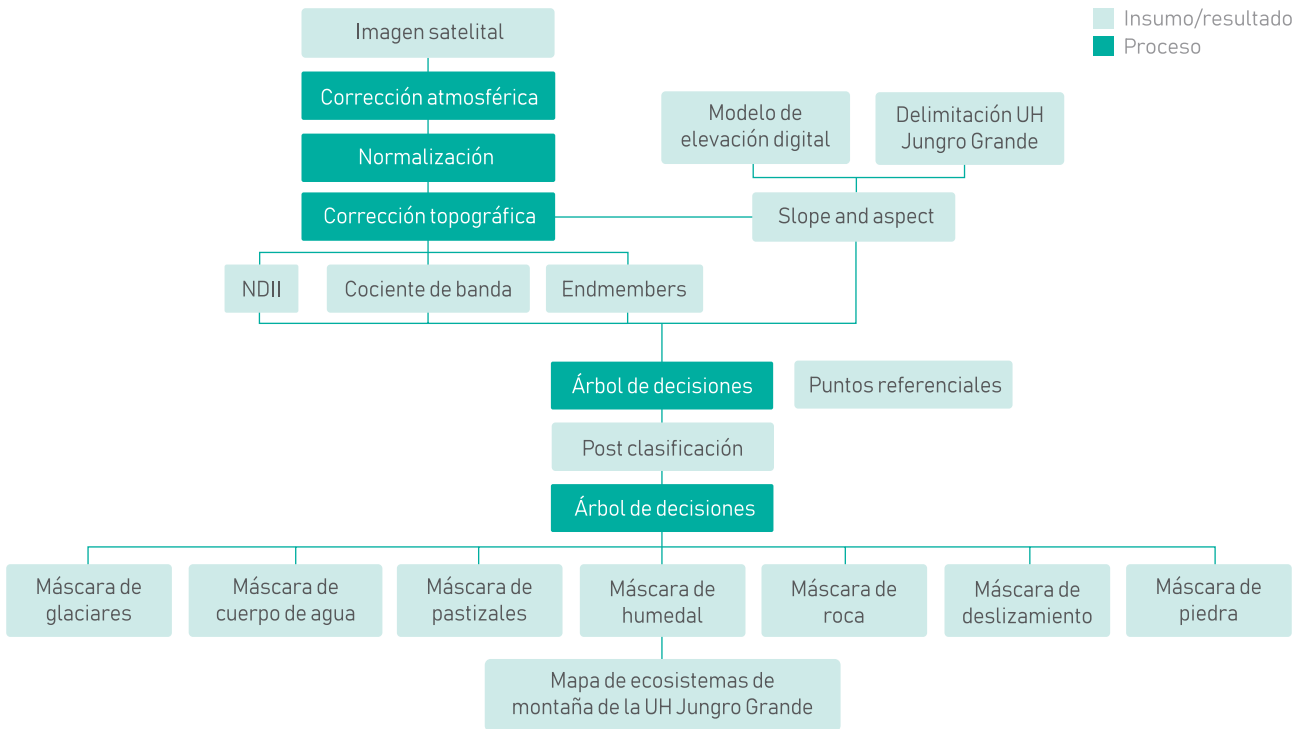 Imagen satelital
Insumo/resultado
Proceso
Corrección atmosférica
Normalización
Corrección topográfica
Modelo de
elevación digital
Delimitación UH
Jungro Grande
Slope and aspect
NDII
Cociente de banda
Endmembers
Árbol de decisiones
Puntos referenciales
Post clasificación
Árbol de decisiones
Máscara de
glaciares
Máscara de
cuerpo de agua
Máscara de
pastizales
Máscara de
humedal
Máscara de
roca
Máscara de
deslizamiento
Máscara de
piedra
Mapa de ecosistemas de
montaña de la UH Jungro Grande